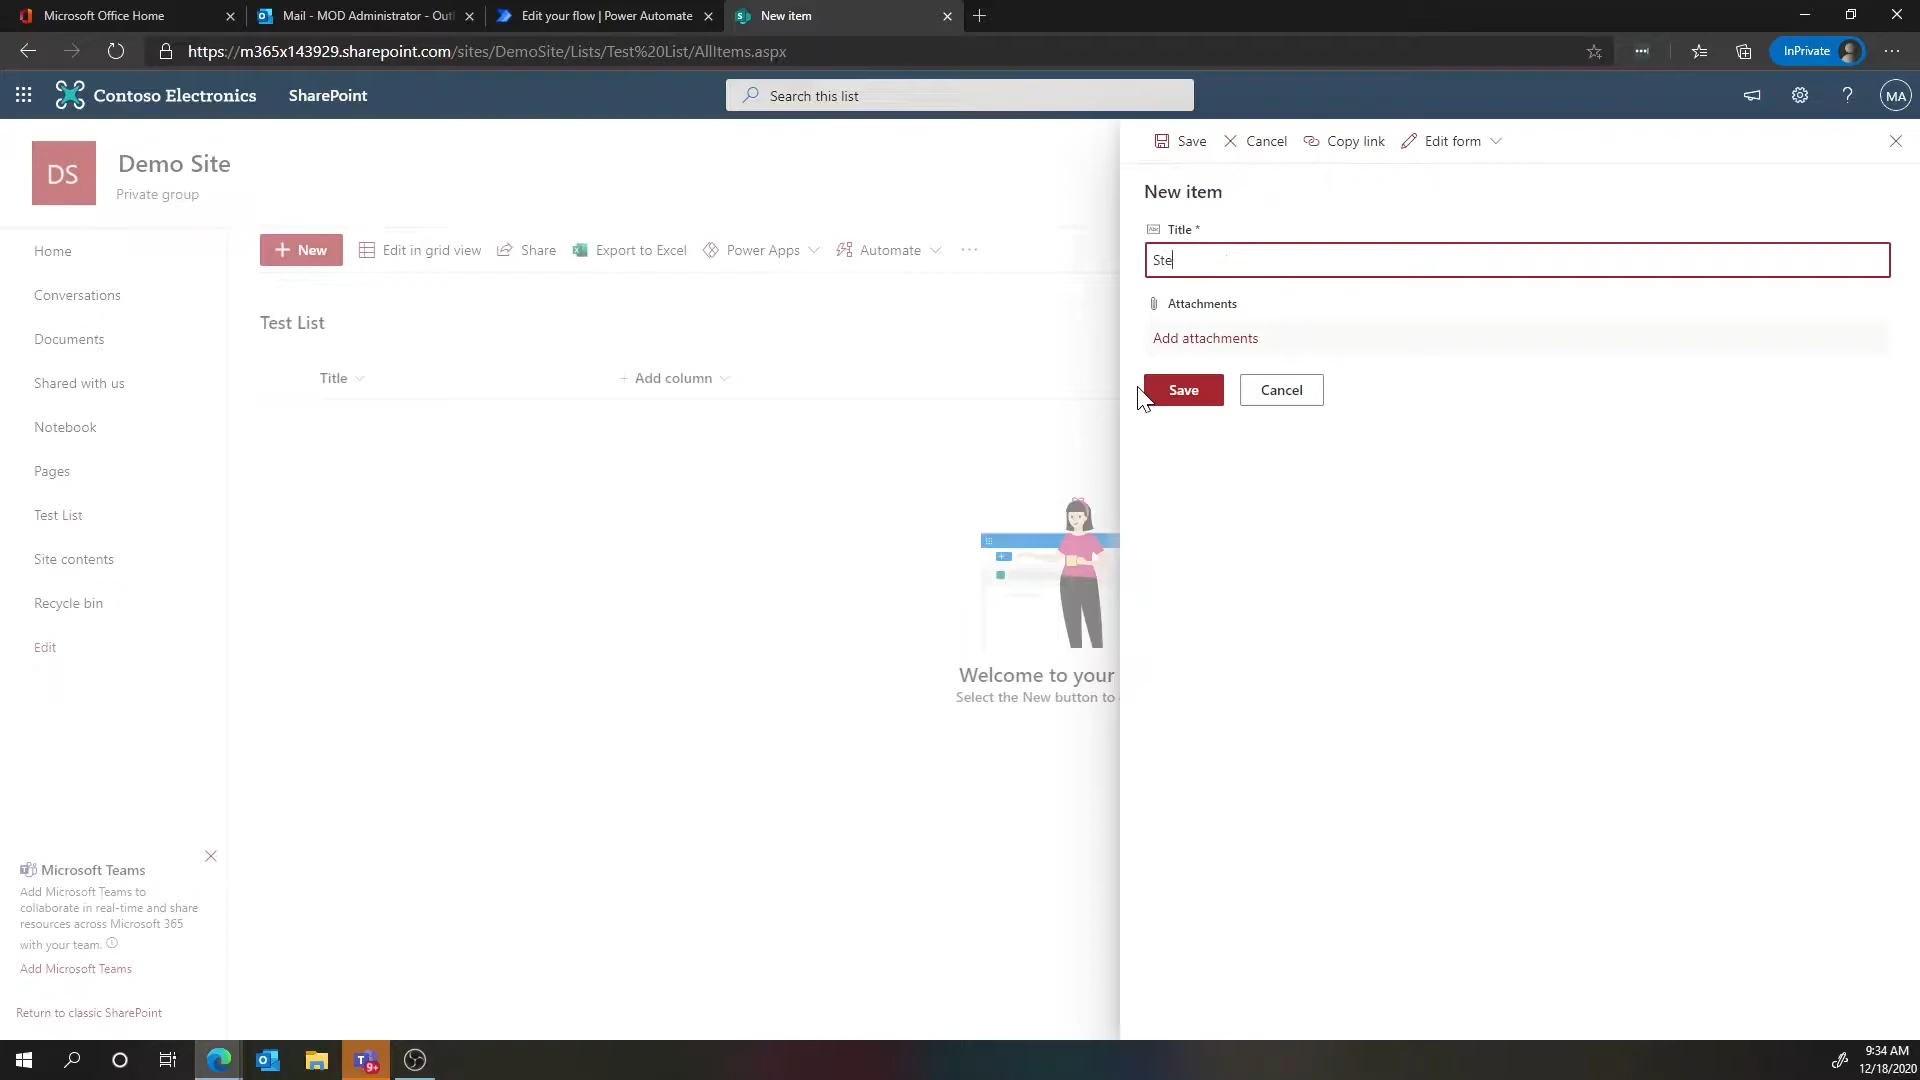 Microsoft Office Home
Mail - MOD Administrator - Outl
Edit your flow | Power Automate
New item
https://m365x143929.sharepoint.com/sites/DemoSite/Lists/Test%20List/AllItems.aspx
InPrivate
Contoso Electronics
SharePoint
Search this list
MA
DS
Demo Site
Private group
Home
Conversations
Documents
Shared with us
Notebook
Pages
Test List
Site contents
Recycle bin
Edit
Microsoft Teams
Add Microsoft Teams to
collaborate in real-time and share
resources across Microsoft 365
with your team.
Add Microsoft Teams
Return to classic SharePoint
New
Edit in grid view
Share
Export to Excel
Power Apps
Automate
Test List
Title
+ Add column
Welcome to your
Select the New button to
Save
Cancel
Copy link
Edit form
New item
Abc
Title *
Ste
Attachments
Add attachments
Save
Cancel
9+
9:34 AM
12/18/2020